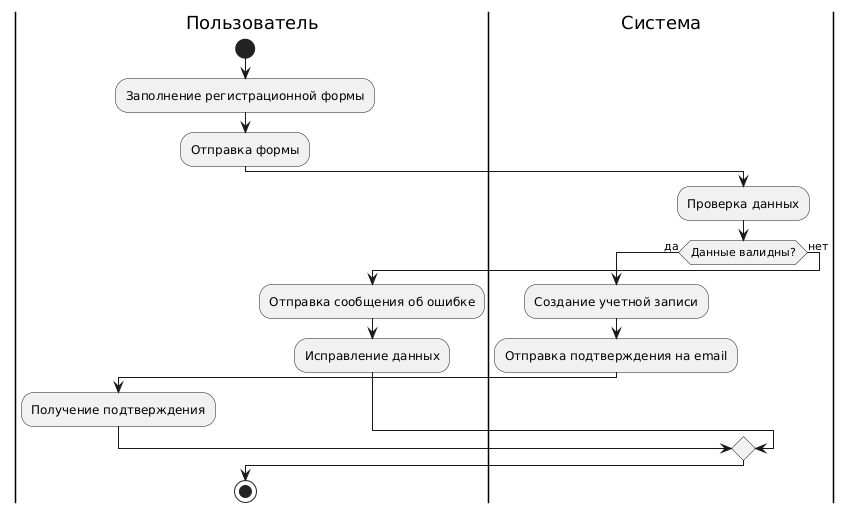 Пользователь
Система
Заполнение регистрационной формы
Отправка формы
Проверка данных
да
Данные валидны?
нет
Отправка сообщения об ошибке
Создание учетной записи
Исправление данных
Отправка подтверждения на email
Получение подтверждения